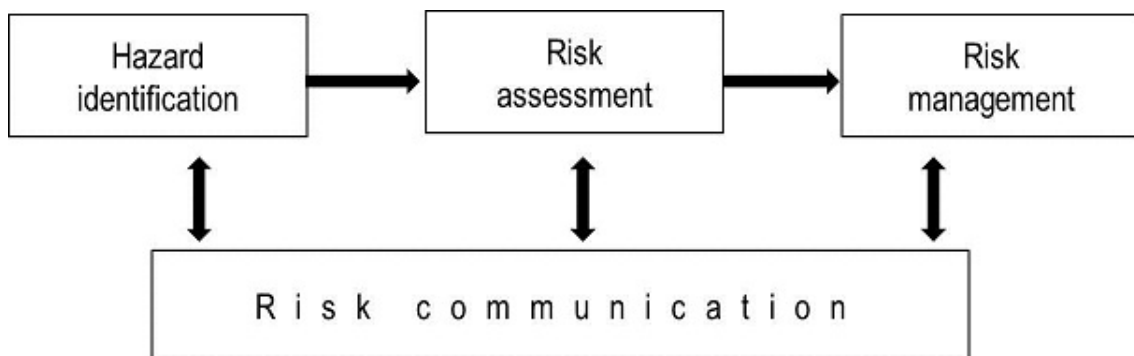 Hazard
identification
Risk
assessment
Risk
management
Risk communication